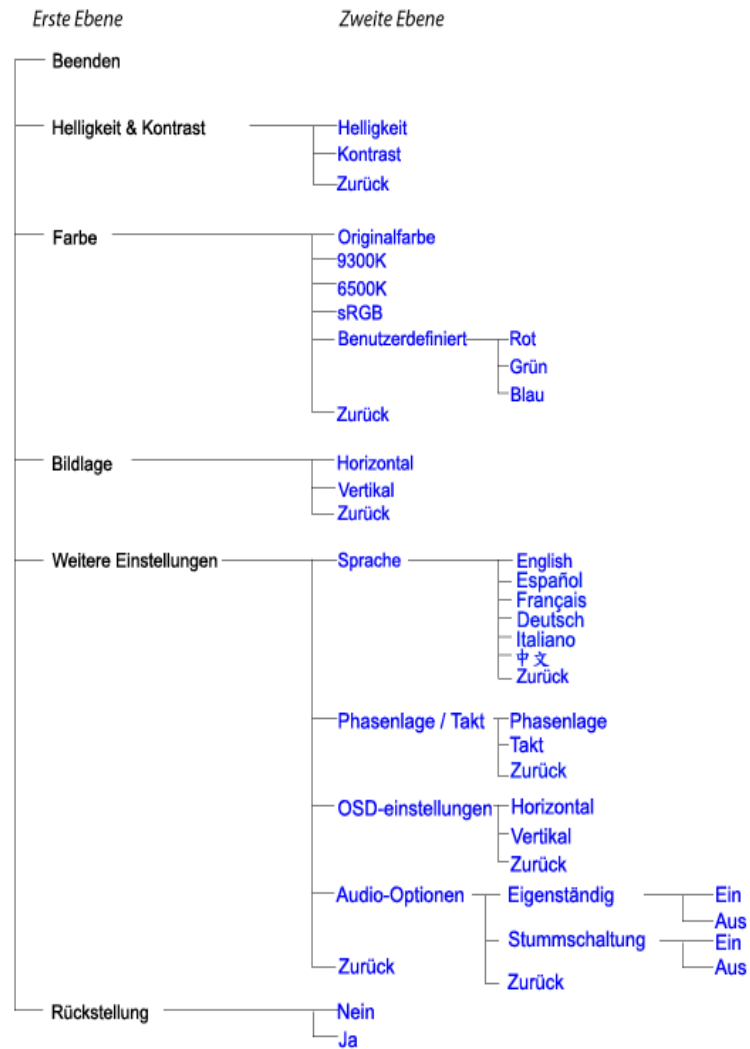 Erste Ebene Zweite Ebene
Beenden
Helligkeit & Kontrast Helligkeit
Kontrast
Zurück
Farbe Originalfarbe
9300K
6500K
sRGB
Benutzerdefiniert Rot
Grün
Blau
Zurück
Bildlage Horizontal
Vertikal
Zurück
Weitere Einstellungen Sprache English
Español
Français
Deutsch
Italiano
中文
Zurück
Phasenlage / Takt Phasenlage
Takt
Zurück
OSD-einstellungen Horizontal
Vertikal
Zurück
Audio-Optionen Eigenständig Ein
Aus
Stummschaltung Ein
Aus
Zurück Zurück
Rückstellung Nein
Ja